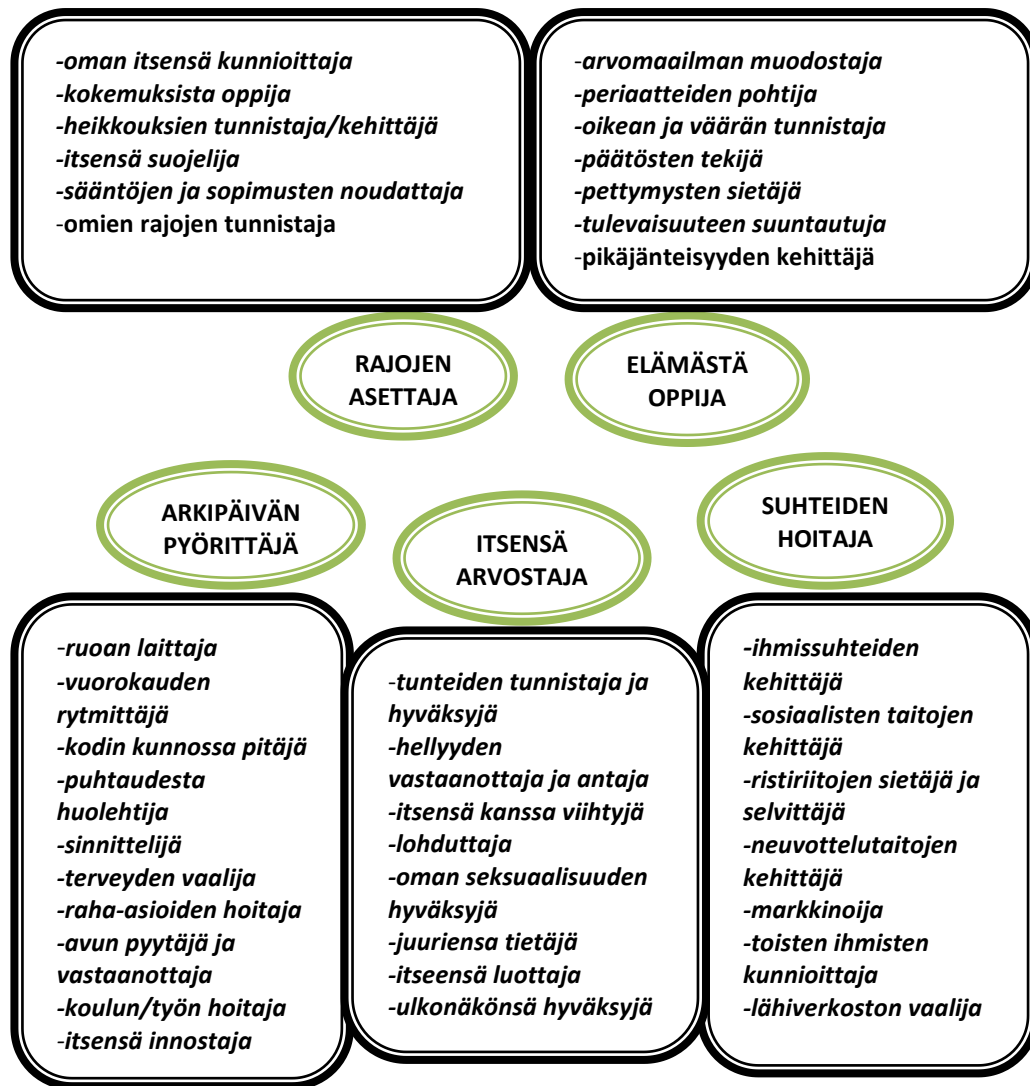 -oman itsensä kunnioittaja
-kokemuksista oppija
-heikkouksien tunnistaja/kehittäjä
-itsensä suojelija
-sääntöjen ja sopimusten noudattaja
-omien rajojen tunnistaja
-arvomaailman muodostaja
-periaatteiden pohtija
-oikean ja väärän tunnistaja
-päätösten tekijä
-pettymysten sietäjä
-tulevaisuuteen suuntautuja
-pikäjänteisyyden kehittäjä
RAJOJEN
ASETTAJA
ELÄMÄSTÄ
OPPIJA
ARKIPÄIVÄN
PYÖRITTÄJÄ
ITSENSÄ
ARVOSTAJA
SUHTEIDEN
HOITAJA
-ruoan laittaja
-vuorokauden
rytmittäjä
-kodin kunnossa pitäjä
-puhtaudesta
huolehtija
-sinnittelijä
-terveyden vaalija
-raha-asioiden hoitaja
-avun pyytäjä ja
vastaanottaja
-koulun/työn hoitaja
-itsensä innostaja
-tunteiden tunnistaja ja
hyväksyjä
-hellyyden
vastaanottaja ja antaja
-itsensä kanssa viihtyjä
-lohduttaja
-oman seksuaalisuuden
hyväksyjä
-juuriensa tietäjä
-itseensä luottaja
-ulkonäkönsä hyväksyjä
-ihmissuhteiden
kehittäjä
-sosiaalisten taitojen
kehittäjä
-ristiriitojen sietäjä ja
selvittäjä
-neuvottelutaitojen
kehittäjä
-markkinoija
-toisten ihmisten
kunnioittaja
-lähiverkoston vaalija